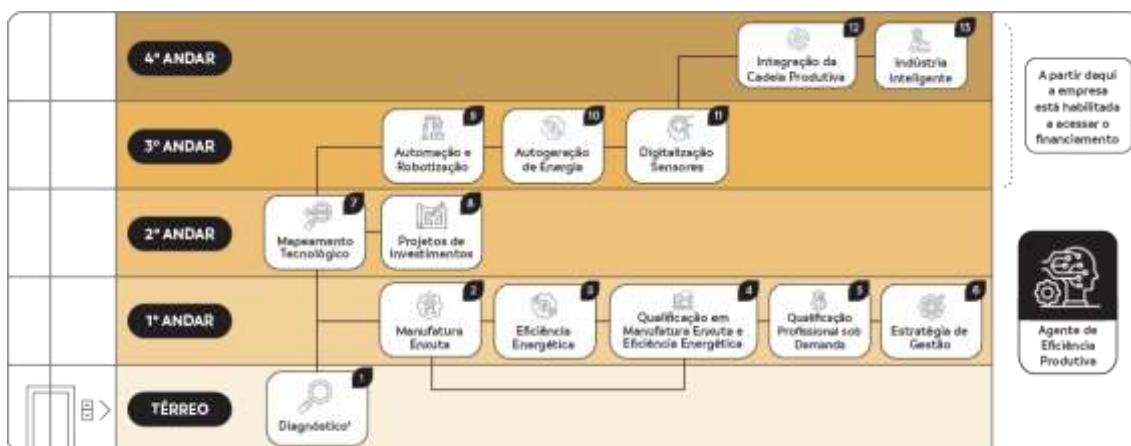 4º ANDAR
12
Integração da
Cadeia Produtiva
13
Indústria
Inteligente
A partir daqui
a empresa
está habilitada
a acessar o
financiamento
3º ANDAR
9
Automação e
Robotização
10
Autogeração
de Energia
11
Digitalização
Sensores
2º ANDAR
7
Mapeamento
Tecnológico
8
Projetos de
Investimentos
1º ANDAR
2
Manufatura
Enxuta
3
Eficiência
Energética
4
Qualificação em
Manufatura Enxuta e
Eficiência Energética
5
Qualificação
Profissional sob
Demanda
6
Estratégia de
Gestão
Agente de
Eficiência
Produtiva
TÉRREO
1
Diagnóstico*